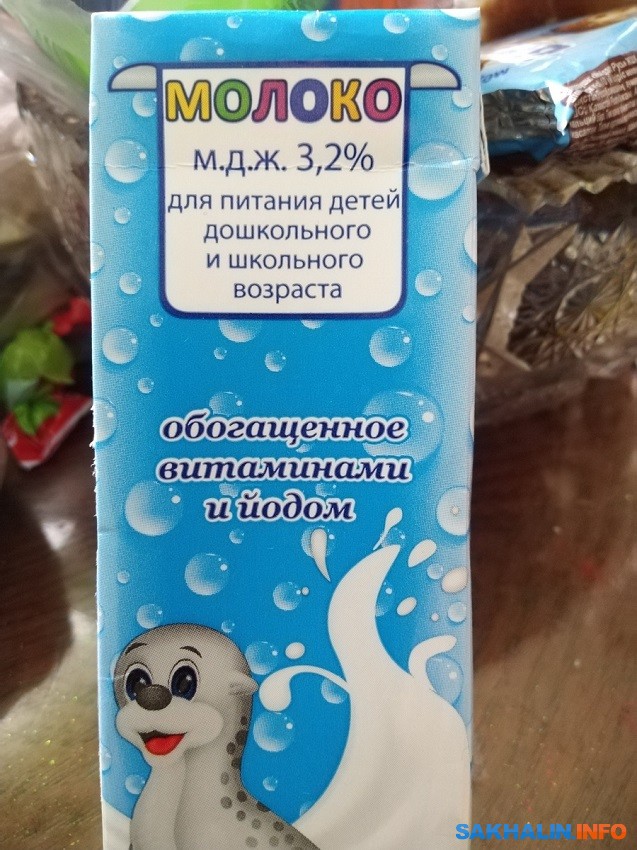 МОЛОКО
м.д.ж. 3,2%
для питания детей
дошкольного
и школьного
возраста
обогащенное
витаминами
и йодом
SAKHALIN.INFO